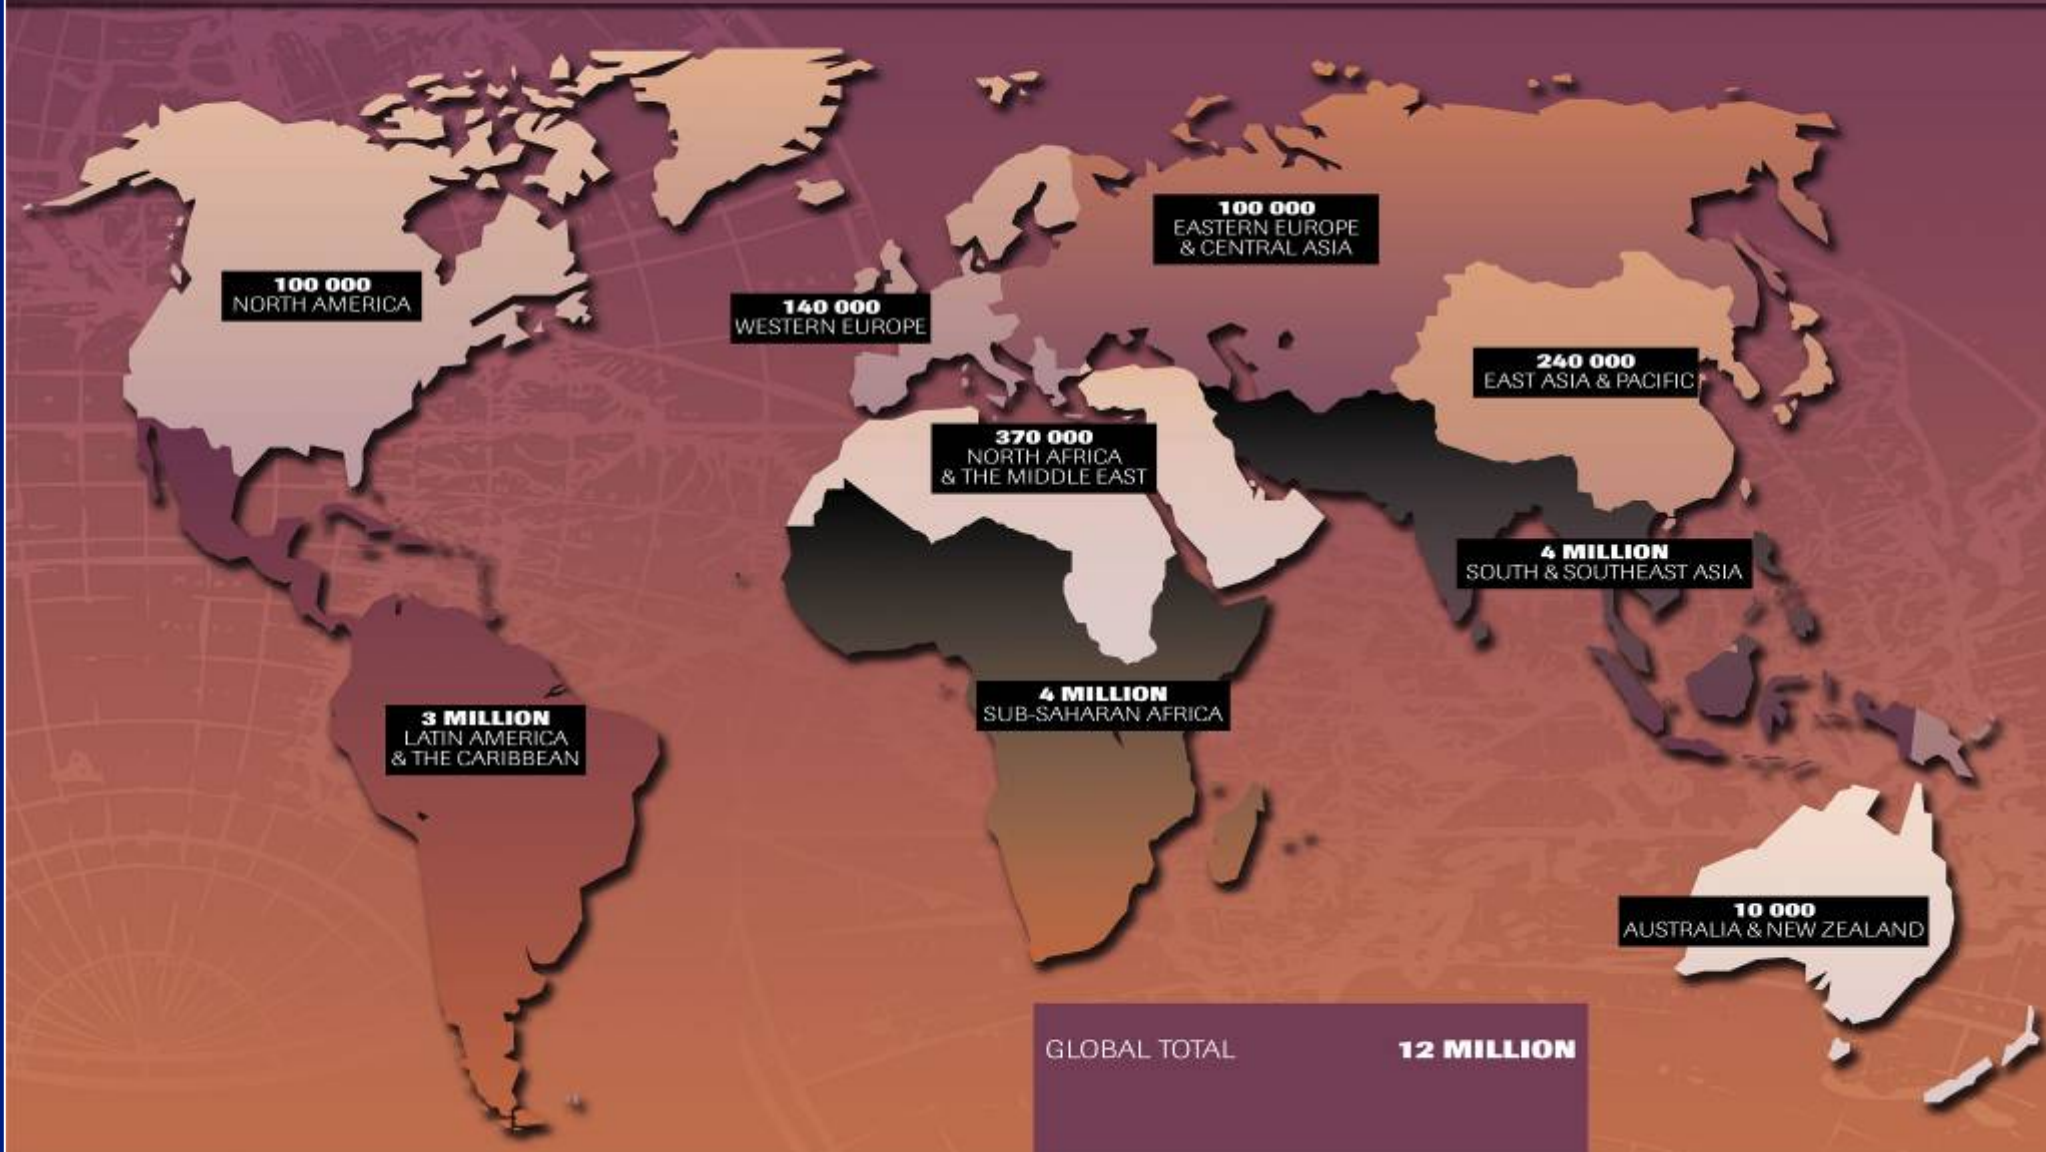 100 000
NORTH AMERICA
140 000
WESTERN EUROPE
100 000
EASTERN EUROPE
& CENTRAL ASIA
240 000
EAST ASIA & PACIFIC
370 000
NORTH AFRICA
& THE MIDDLE EAST
4 MILLION
SOUTH & SOUTHEAST ASIA
3 MILLION
LATIN AMERICA
& THE CARIBBEAN
4 MILLION
SUB-SAHARAN AFRICA
10 000
AUSTRALIA & NEW ZEALAND
GLOBAL TOTAL 12 MILLION